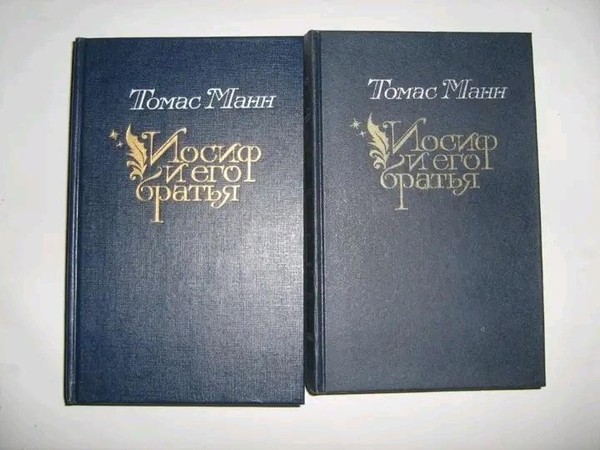 Томас Манн
Иосиф
и его
братья
Томас Манн
Иосиф
и его
братья